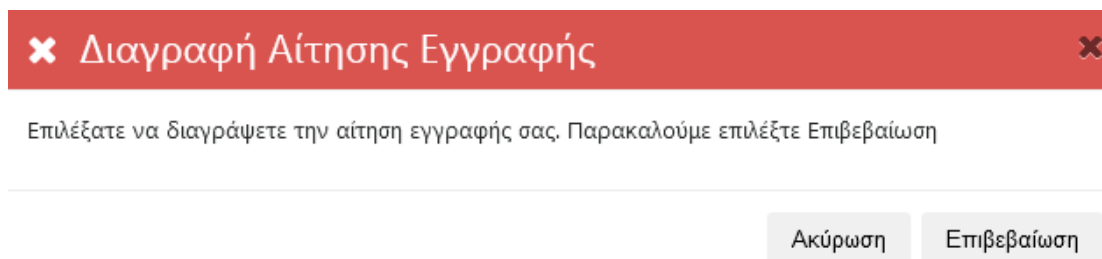 Διαγραφή Αίτησης Εγγραφής
Επιλέξατε να διαγράψετε την αίτηση εγγραφής σας. Παρακαλούμε επιλέξτε Επιβεβαίωση
Ακύρωση Επιβεβαίωση